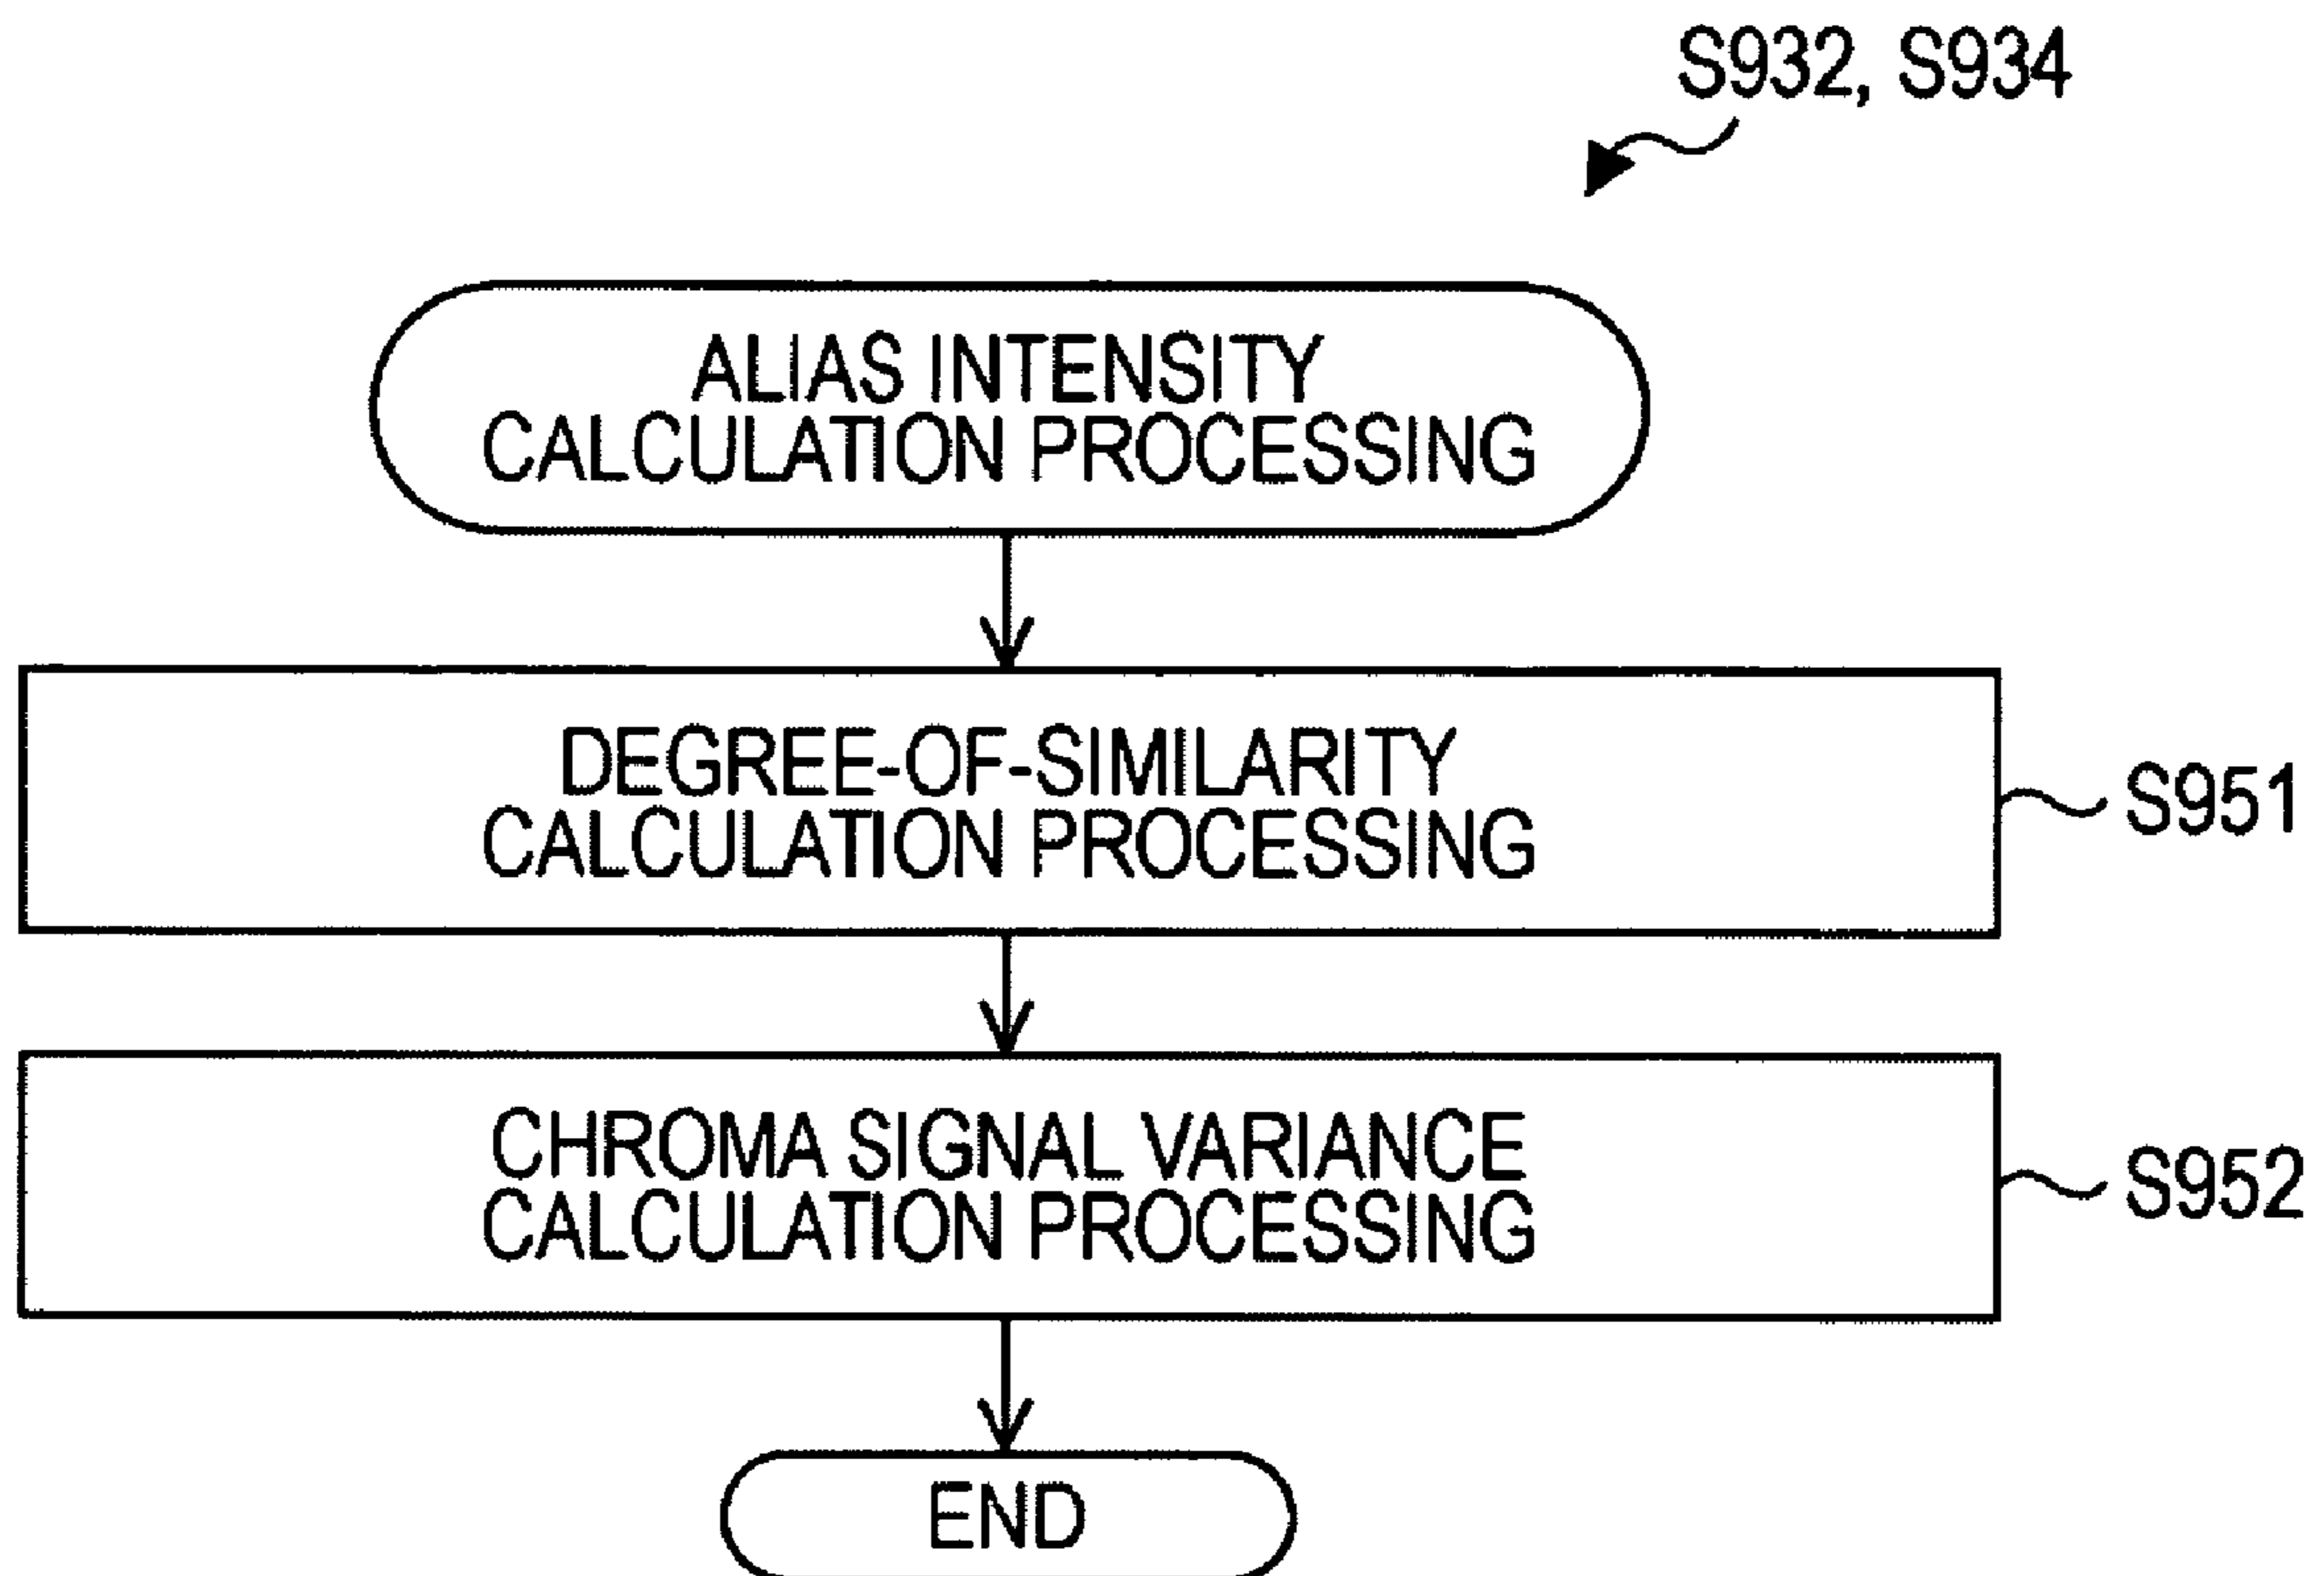 S932, S934
ALIAS INTENSITY
CALCULATION PROCESSING
DEGREE-OF-SIMILARITY
CALCULATION PROCESSING
S951
CHROMA SIGNAL VARIANCE
CALCULATION PROCESSING
S952
END